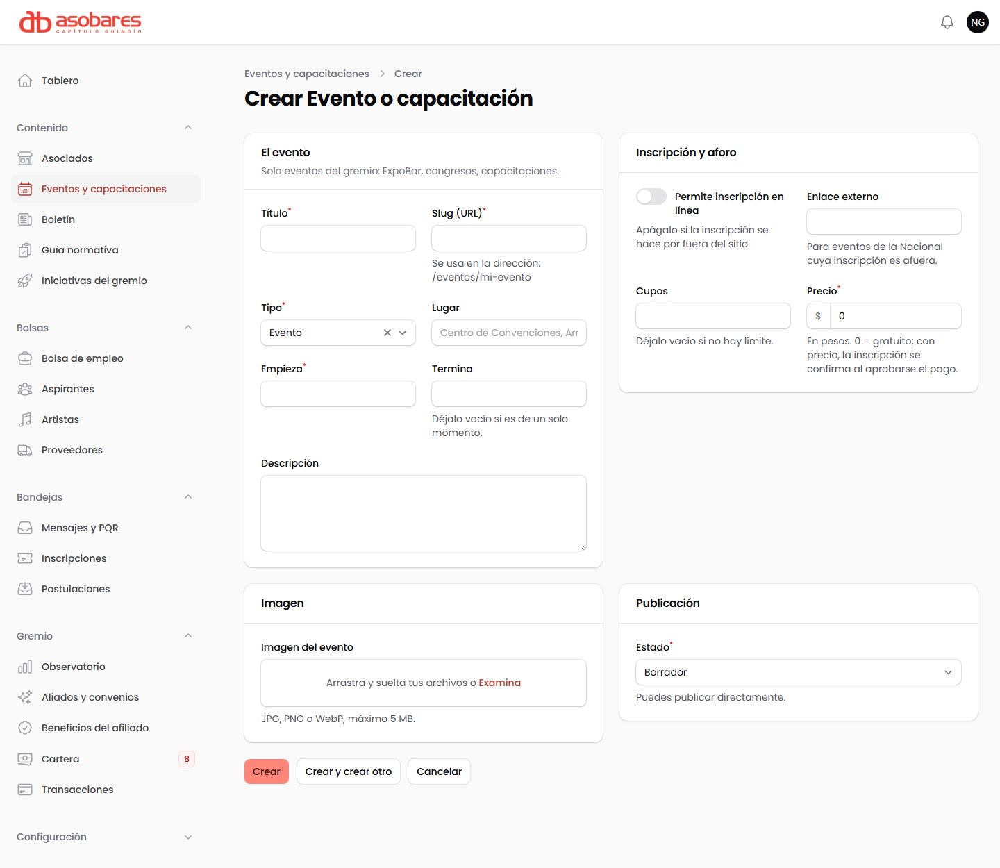 asobares
CAPÍTULO QUINDÍO
NG
Tablero
Contenido
Asociados
Eventos y capacitaciones
Boletín
Guía normativa
Iniciativas del gremio
Bolsas
Bolsa de empleo
Aspirantes
Artistas
Proveedores
Bandejas
Mensajes y PQR
Inscripciones
Postulaciones
Gremio
Observatorio
Aliados y convenios
Beneficios del afiliado
Cartera 8
Transacciones
Configuración
Eventos y capacitaciones > Crear
Crear Evento o capacitación
El evento
Solo eventos del gremio: ExpoBar, congresos, capacitaciones.
Título*
Slug (URL)*
Se usa en la dirección:
/eventos/mi-evento
Tipo*
Evento
Lugar
Centro de Convenciones, Arr
Empieza*
Termina
Déjalo vacío si es de un solo
momento.
Descripción
Inscripción y aforo
Permite inscripción en
línea
Apágalo si la inscripción se
hace por fuera del sitio.
Enlace externo
Para eventos de la Nacional
cuya inscripción es afuera.
Cupos
Déjalo vacío si no hay límite.
Precio*
$ 0
En pesos. 0 = gratuito; con
precio, la inscripción se
confirma al aprobarse el pago.
Imagen
Imagen del evento
Arrastra y suelta tus archivos o Examina
JPG, PNG o WebP, máximo 5 MB.
Publicación
Estado*
Borrador
Puedes publicar directamente.
Crear
Crear y crear otro
Cancelar